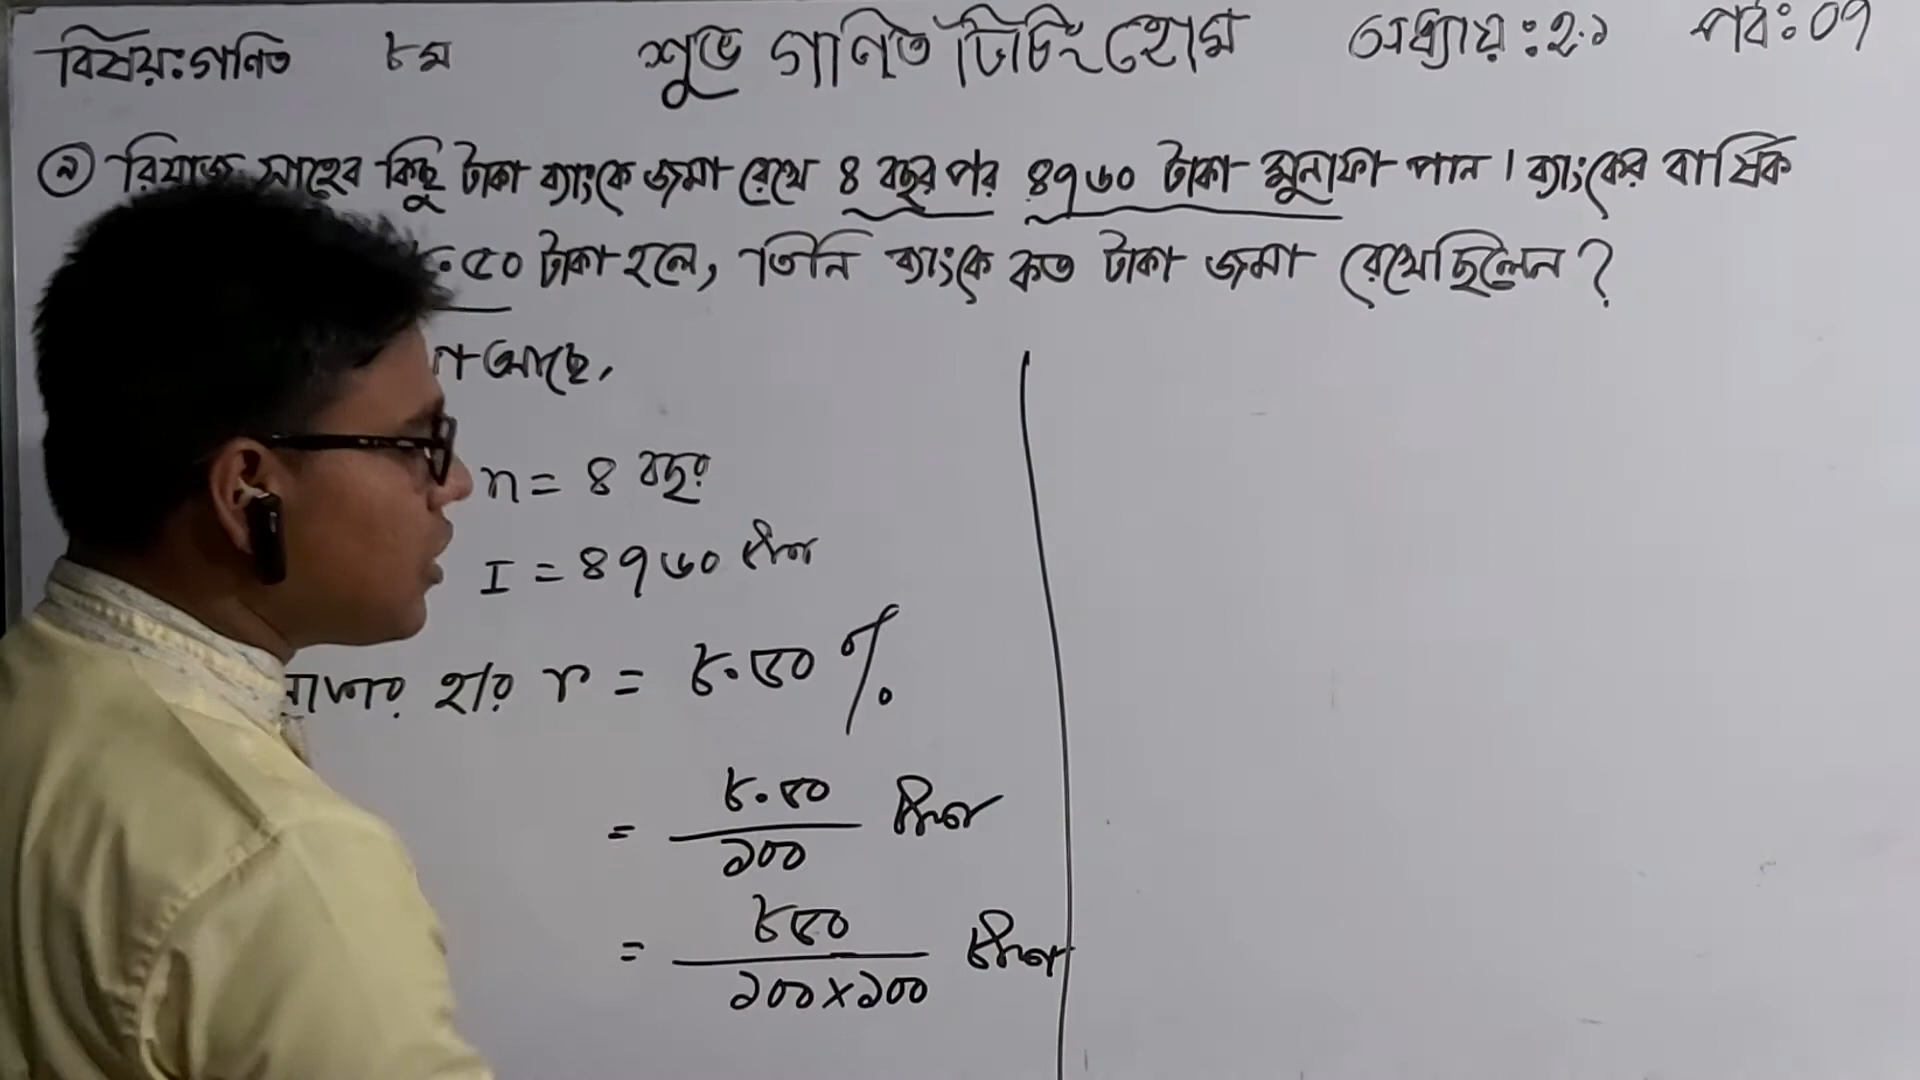 বিষয়ঃগণিত ৮ম শুভ গণিত টিচিং হোম অধ্যায়ঃ২.১ পর্বঃ০৭
৯ রিয়াজ সাহেব কিছু টাকা ব্যাংকে জমা রেখে ৪ বছর পর ৪৭৬০ টাকা মুনাফা পান। ব্যাংকের বার্ষিক
৮.৫০ টাকা হলে, তিনি ব্যাংকে কত টাকা জমা রেখেছিলেন?
আছে,
n = ৪ বছর
I = ৪৭৬০ টাকা
হার r = ৮.৫০ %
= ৮.৫০/১০০ টাকা
= ৮৫০/১০০×১০০ টাকা